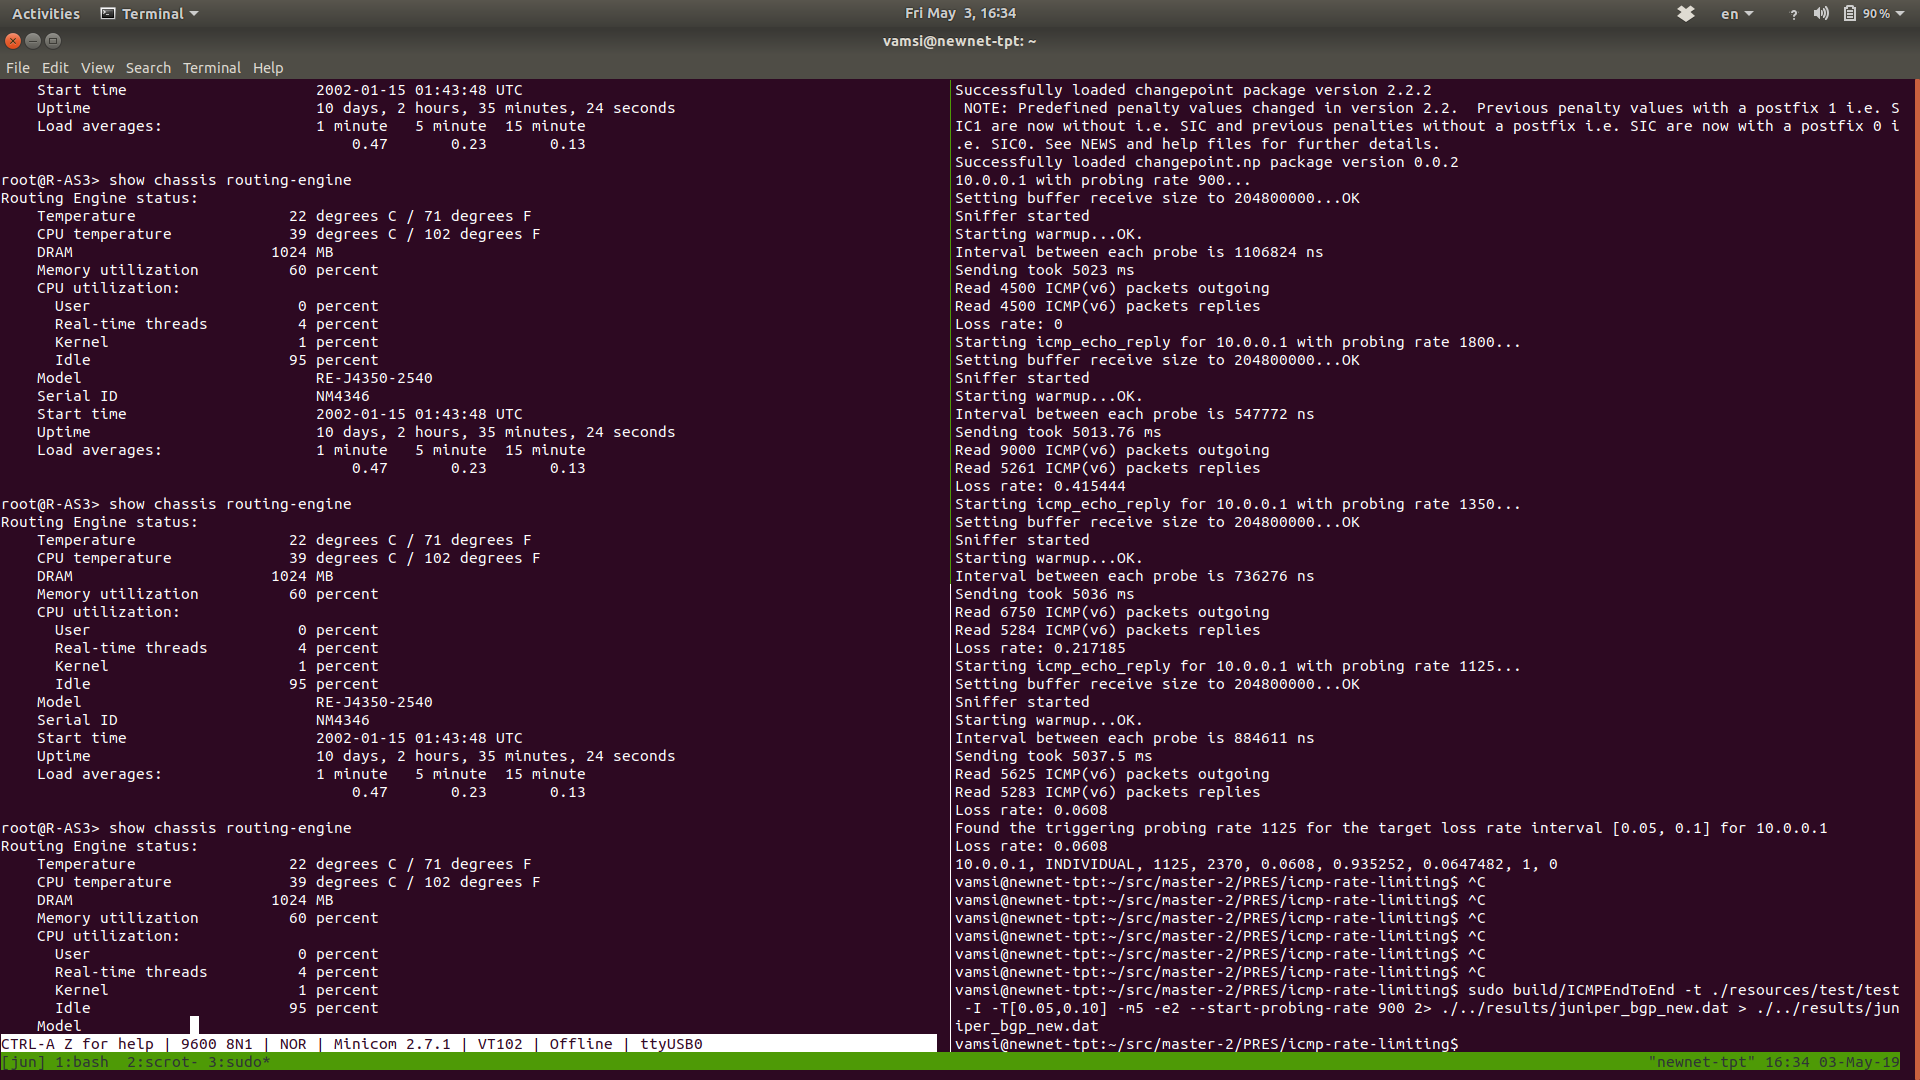 Activities Terminal Fri May 3, 16:34 en ? 90 %
vamsi@newnet-tpt: ~
File Edit View Search Terminal Help
Start time 2002-01-15 01:43:48 UTC
Uptime 10 days, 2 hours, 35 minutes, 24 seconds
Load averages: 1 minute 5 minute 15 minute
0.47 0.23 0.13
root@R-AS3> show chassis routing-engine
Routing Engine status:
Temperature 22 degrees C / 71 degrees F
CPU temperature 39 degrees C / 102 degrees F
DRAM 1024 MB
Memory utilization 60 percent
CPU utilization:
User 0 percent
Real-time threads 4 percent
Kernel 1 percent
Idle 95 percent
Model RE-J4350-2540
Serial ID NM4346
Start time 2002-01-15 01:43:48 UTC
Uptime 10 days, 2 hours, 35 minutes, 24 seconds
Load averages: 1 minute 5 minute 15 minute
0.47 0.23 0.13
root@R-AS3> show chassis routing-engine
Routing Engine status:
Temperature 22 degrees C / 71 degrees F
CPU temperature 39 degrees C / 102 degrees F
DRAM 1024 MB
Memory utilization 60 percent
CPU utilization:
User 0 percent
Real-time threads 4 percent
Kernel 1 percent
Idle 95 percent
Model RE-J4350-2540
Serial ID NM4346
Start time 2002-01-15 01:43:48 UTC
Uptime 10 days, 2 hours, 35 minutes, 24 seconds
Load averages: 1 minute 5 minute 15 minute
0.47 0.23 0.13
root@R-AS3> show chassis routing-engine
Routing Engine status:
Temperature 22 degrees C / 71 degrees F
CPU temperature 39 degrees C / 102 degrees F
DRAM 1024 MB
Memory utilization 60 percent
CPU utilization:
User 0 percent
Real-time threads 4 percent
Kernel 1 percent
Idle 95 percent
Model
CTRL-A Z for help | 9600 8N1 | NOR | Minicom 2.7.1 | VT102 | Offline | ttyUSB0
Successfully loaded changepoint package version 2.2.2
NOTE: Predefined penalty values changed in version 2.2. Previous penalty values with a postfix 1 i.e. S
IC1 are now without i.e. SIC and previous penalties without a postfix i.e. SIC are now with a postfix 0 i
.e. SIC0. See NEWS and help files for further details.
Successfully loaded changepoint.np package version 0.0.2
10.0.0.1 with probing rate 900...
Setting buffer receive size to 204800000...OK
Sniffer started
Starting warmup...OK.
Interval between each probe is 1106824 ns
Sending took 5023 ms
Read 4500 ICMP(v6) packets outgoing
Read 4500 ICMP(v6) packets replies
Loss rate: 0
Starting icmp_echo_reply for 10.0.0.1 with probing rate 1800...
Setting buffer receive size to 204800000...OK
Sniffer started
Starting warmup...OK.
Interval between each probe is 547772 ns
Sending took 5013.76 ms
Read 9000 ICMP(v6) packets outgoing
Read 5261 ICMP(v6) packets replies
Loss rate: 0.415444
Starting icmp_echo_reply for 10.0.0.1 with probing rate 1350...
Setting buffer receive size to 204800000...OK
Sniffer started
Starting warmup...OK.
Interval between each probe is 736276 ns
Sending took 5036 ms
Read 6750 ICMP(v6) packets outgoing
Read 5284 ICMP(v6) packets replies
Loss rate: 0.217185
Starting icmp_echo_reply for 10.0.0.1 with probing rate 1125...
Setting buffer receive size to 204800000...OK
Sniffer started
Starting warmup...OK.
Interval between each probe is 884611 ns
Sending took 5037.5 ms
Read 5625 ICMP(v6) packets outgoing
Read 5283 ICMP(v6) packets replies
Loss rate: 0.0608
Found the triggering probing rate 1125 for the target loss rate interval [0.05, 0.1] for 10.0.0.1
Loss rate: 0.0608
10.0.0.1, INDIVIDUAL, 1125, 2370, 0.0608, 0.935252, 0.0647482, 1, 0
vamsi@newnet-tpt:~/src/master-2/PRES/icmp-rate-limiting$ ^C
vamsi@newnet-tpt:~/src/master-2/PRES/icmp-rate-limiting$ ^C
vamsi@newnet-tpt:~/src/master-2/PRES/icmp-rate-limiting$ ^C
vamsi@newnet-tpt:~/src/master-2/PRES/icmp-rate-limiting$ ^C
vamsi@newnet-tpt:~/src/master-2/PRES/icmp-rate-limiting$ ^C
vamsi@newnet-tpt:~/src/master-2/PRES/icmp-rate-limiting$ ^C
vamsi@newnet-tpt:~/src/master-2/PRES/icmp-rate-limiting$ sudo build/ICMPEndToEnd -t ./resources/test/test
-I -T[0.05,0.10] -m5 -e2 --start-probing-rate 900 2> ./../results/juniper_bgp_new.dat > ./../results/jun
iper_bgp_new.dat
vamsi@newnet-tpt:~/src/master-2/PRES/icmp-rate-limiting$
[jun] 1:bash 2:scrot- 3:sudo* "newnet-tpt" 16:34 03-May-19